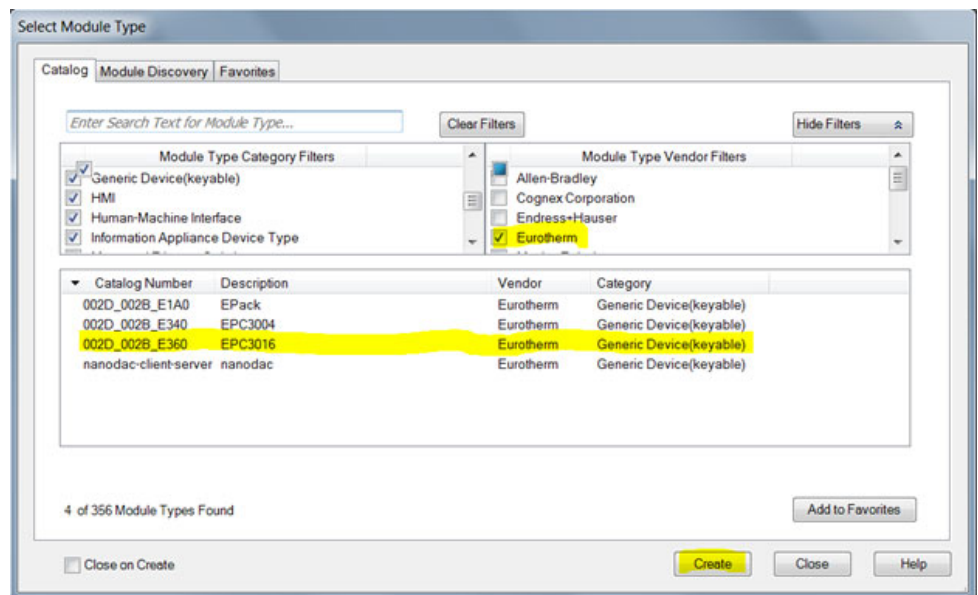 Select Module Type
Catalog Module Discovery Favorites
Enter Search Text for Module Type... Clear Filters Hide Filters
Module Type Category Filters Module Type Vendor Filters
Generic Device(keyable) Allen-Bradley
HMI Cognex Corporation
Human-Machine Interface Endress+Hauser
Information Appliance Device Type Eurotherm
Catalog Number Description Vendor Category
002D_002B_E1A0 EPack Eurotherm Generic Device(keyable)
002D_002B_E340 EPC3004 Eurotherm Generic Device(keyable)
002D_002B_E360 EPC3016 Eurotherm Generic Device(keyable)
nanodac-client-server nanodac Eurotherm Generic Device(keyable)
4 of 356 Module Types Found Add to Favorites
Close on Create Create Close Help